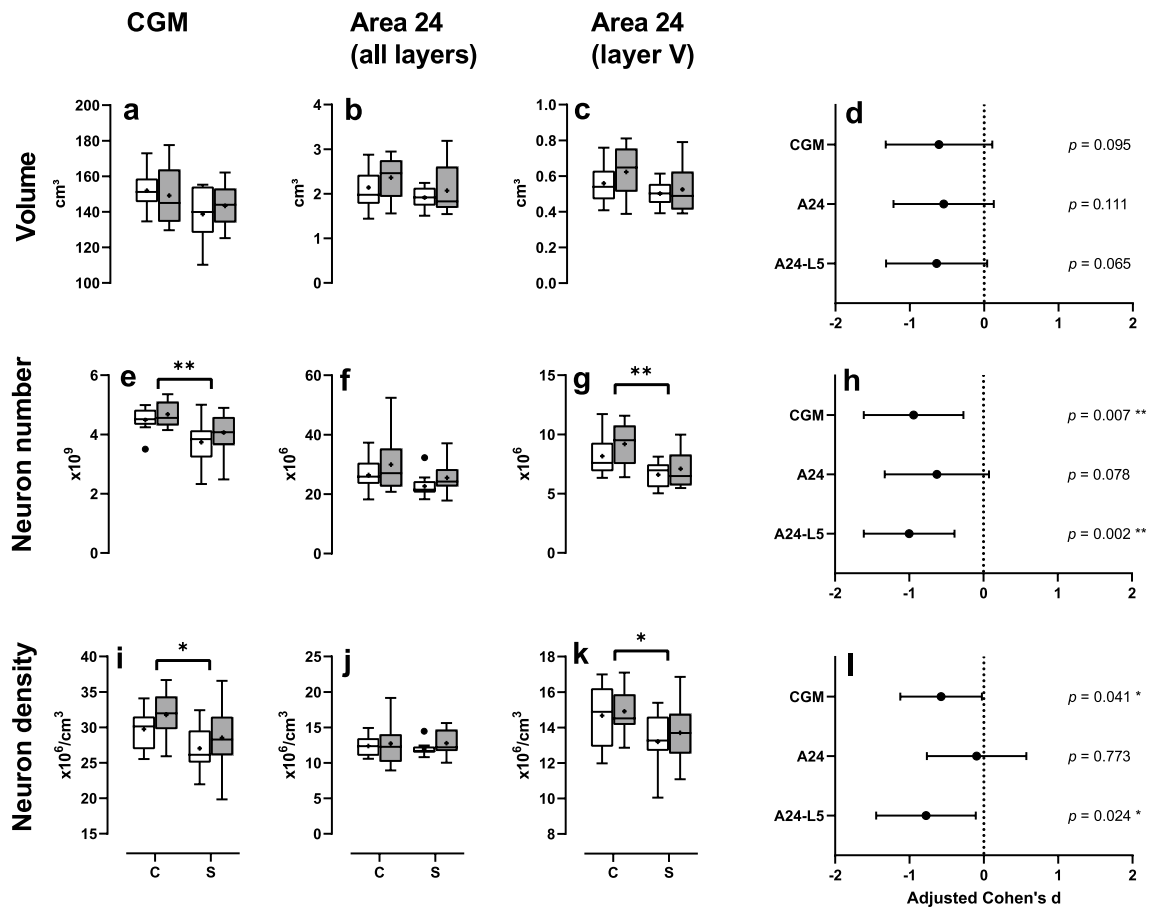 CGM
Area 24
(all layers)
Area 24
(layer V)
Volume
a
200
180
160
140
120
100
cm³
b
4
3
2
1
0
cm³
c
1.0
0.8
0.6
0.4
0.2
0.0
cm³
d
CGM
A24
A24-L5
p = 0.095
p = 0.111
p = 0.065
-2 -1 0 1 2
Neuron number
e
**
6
4
2
0
x10⁹
f
60
40
20
0
x10⁶
g
**
15
10
5
0
x10⁶
h
CGM
A24
A24-L5
p = 0.007 **
p = 0.078
p = 0.002 **
-2 -1 0 1 2
Neuron density
i
*
40
35
30
25
20
15
x10⁶/cm³
C S
j
25
20
15
10
5
0
x10⁶/cm³
C S
k
*
18
16
14
12
10
8
x10⁶/cm³
C S
l
CGM
A24
A24-L5
p = 0.041 *
p = 0.773
p = 0.024 *
-2 -1 0 1 2
Adjusted Cohen's d